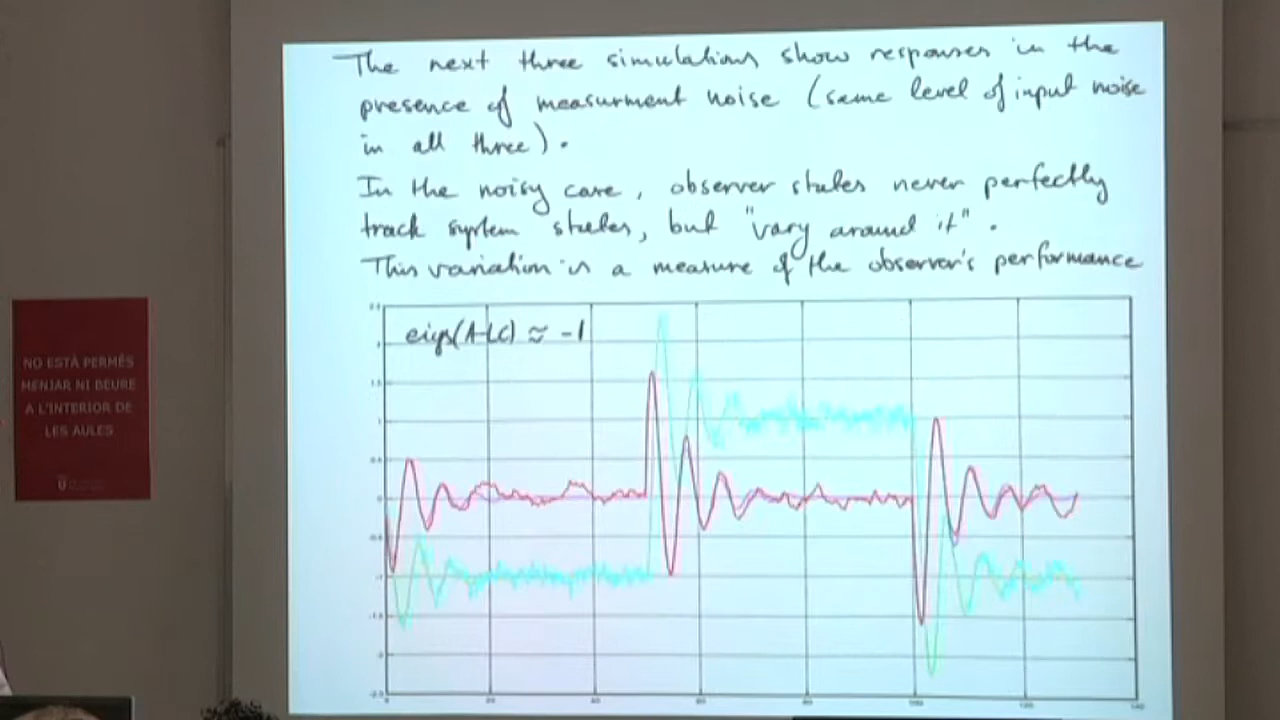 The next three simulations show responses in the
presence of measurment noise (same level of input noise
in all three).
In the noisy case, observer states never perfectly
track system states, but "vary around it".
This variation is a measure of the observer's performance
eigs(A-LC) ≈ -1
NO ESTÀ PERMÉS
MENJAR NI BEURE
A L'INTERIOR DE
LES AULES